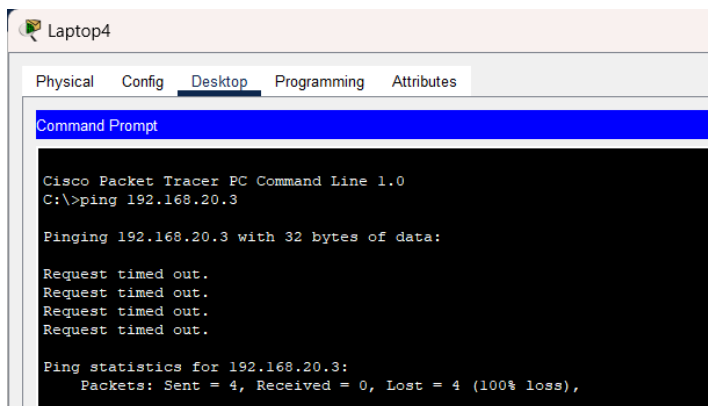 Laptop4
Physical Config Desktop Programming Attributes
Command Prompt
Cisco Packet Tracer PC Command Line 1.0
C:\>ping 192.168.20.3
Pinging 192.168.20.3 with 32 bytes of data:
Request timed out.
Request timed out.
Request timed out.
Request timed out.
Ping statistics for 192.168.20.3:
Packets: Sent = 4, Received = 0, Lost = 4 (100% loss),